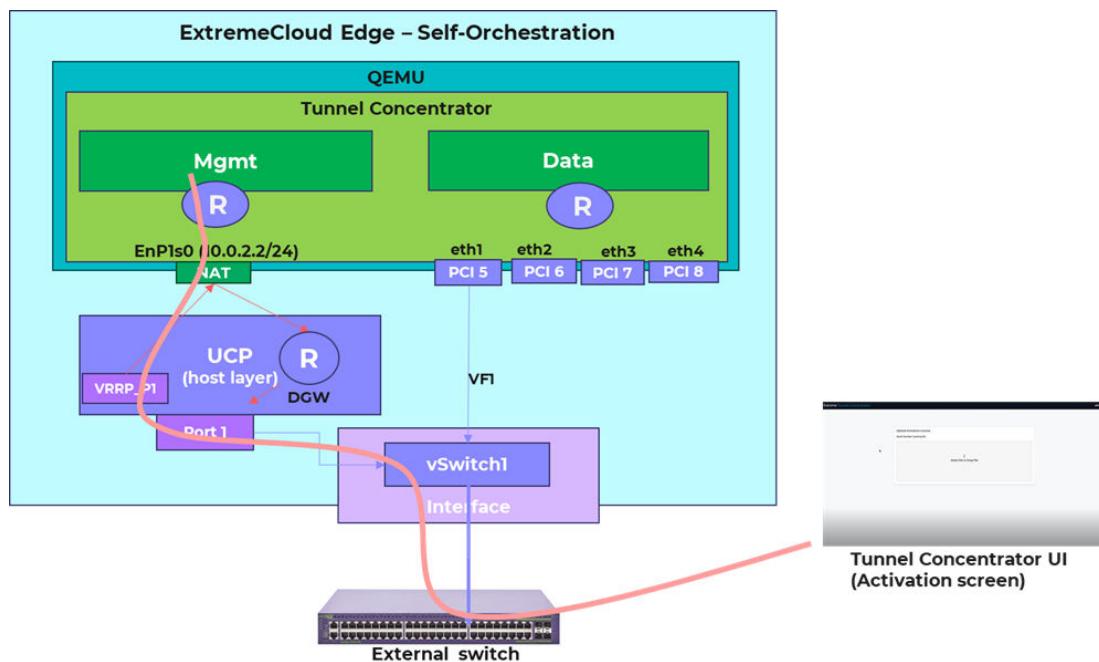 ExtremeCloud Edge – Self-Orchestration
QEMU
Tunnel Concentrator
Mgmt
Data
R
R
EnP1s0 (10.0.2.2/24)
eth1
eth2
eth3
eth4
NAT
PCI 5
PCI 6
PCI 7
PCI 8
UCP
(host layer)
R
VRRP_P1
DGW
VF1
Port 1
vSwitch1
Interface
Tunnel Concentrator UI
(Activation screen)
External switch